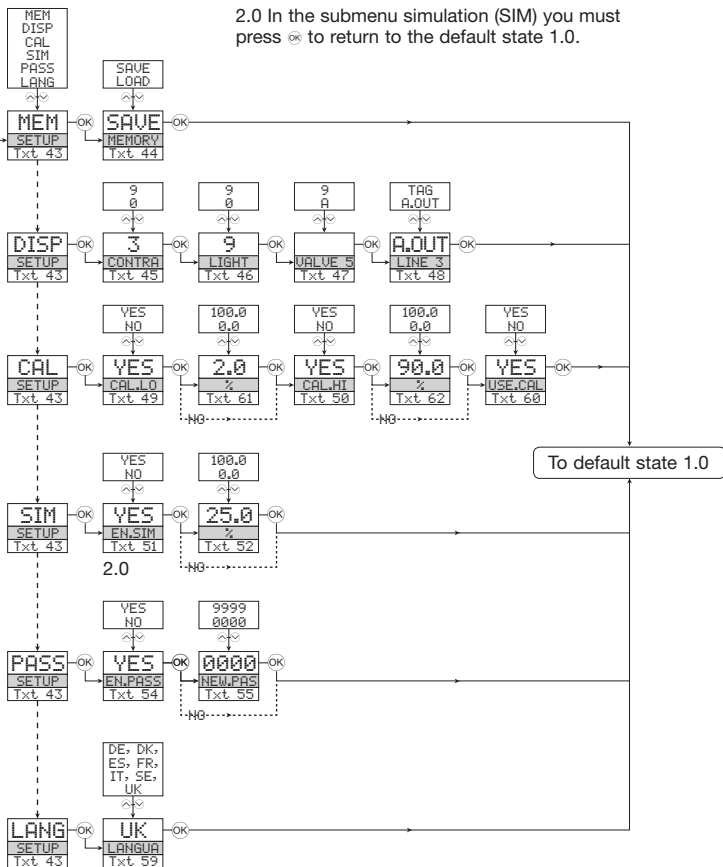 2.0 In the submenu simulation (SIM) you must
press OK to return to the default state 1.0.
MEM
DISP
CAL
SIM
PASS
LANG
SAVE
LOAD
MEM OK SAVE OK
SETUP MEMORY
Txt 43 Txt 44
9 9 9 TAG
0 0 A A.OUT
DISP OK 3 OK 9 OK OK A.OUT OK
SETUP CONTRA LIGHT VALVE 5 LINE 3
Txt 43 Txt 45 Txt 46 Txt 47 Txt 48
YES 100.0 YES 100.0 YES
NO 0.0 NO 0.0 NO
CAL OK YES OK 2.0 OK YES OK 90.0 OK YES OK
SETUP CAL.LO % CAL.HI % USE.CAL
Txt 43 Txt 49 Txt 61 Txt 50 Txt 62 Txt 60
NO NO
To default state 1.0
YES 100.0
NO 0.0
SIM OK YES OK 25.0 OK
SETUP EN.SIM %
Txt 43 Txt 51 Txt 52
2.0 NO
YES 9999
NO 0000
PASS OK YES OK 0000 OK
SETUP EN.PASS NEW.PAS
Txt 43 Txt 54 Txt 55
NO
DE, DK,
ES, FR,
IT, SE,
UK
LANG OK UK OK
SETUP LANGUA
Txt 43 Txt 59